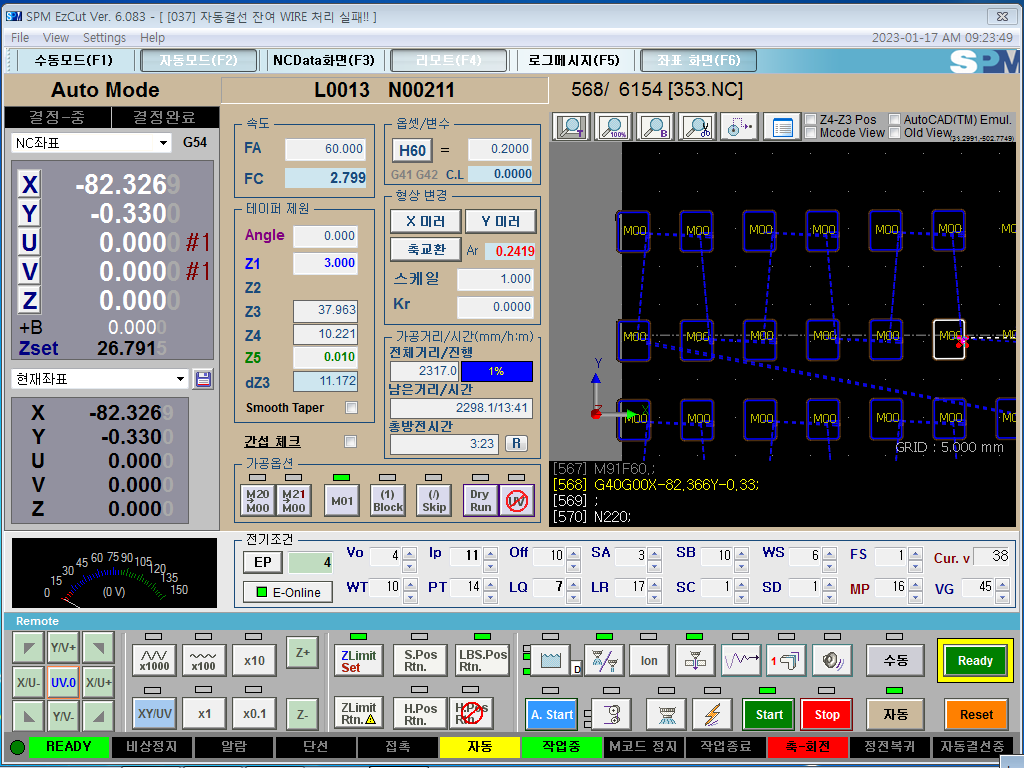 SPM EzCut Ver. 6.083 - [ [037] 자동결선 잔여 WIRE 처리 실패!! ]
File View Settings Help
2023-01-17 AM 09:23:49
수동모드(F1) 자동모드(F2) NCData화면(F3) 리모트(F4) 로그메시지(F5) 좌표 화면(F6) SPM
Auto Mode
L0013 N00211
568/ 6154 [353.NC]
결정-중 결정완료
NC좌표 G54
X -82.3269
Y -0.3300
U 0.0000 #1
V 0.0000 #1
Z 0.0000
+B 0.0000
Zset 26.7915
현재좌표
X -82.3269
Y -0.3300
U 0.0000
V 0.0000
Z 0.0000
속도
FA 60.000
FC 2.799
테이퍼 제원
Angle 0.000
Z1 3.000
Z2
Z3 37.963
Z4 10.221
Z5 0.010
dZ3 11.172
Smooth Taper
간섭 체크
옵셋/변수
H60 = 0.2000
G41 G42 C.L 0.0000
형상 변경
X 미러 Y 미러
축교환 Ar 0.2419
스케일 1.000
Kr 0.0000
가공거리/시간(mm/h:m)
전체거리/진행
2317.0 1%
남은거리/시간
2298.1/13:41
총방전시간
3:23 R
가공옵션
M20 M00 M21 M00 M01 (1) Block (/) Skip Dry Run UV
T 100% B
Z4-Z3 Pos AutoCAD(TM) Emul.
Mcode View Old View
M00 M00 M00 M00 M00 M00 M0
M00 M00 M00 M00 M00 M00 M0
M00 M00 M00 M00 M00 M00 M0
Y
X
Z
GRID : 5.000 mm
[567] M91F60,;
[568] G40G00X-82.366Y-0.33;
[569] ;
[570] N220;
0 15 30 45 60 75 90 105 120 135 150
(0 V)
전기조건
EP 4
E-Online
Vo 4 Ip 11 Off 10 SA 3 SB 10 WS 6 FS 1 Cur. v 38
WT 10 PT 14 LQ 7 LR 17 SC 1 SD 1 MP 16 VG 45
Remote
Y/V+
X/U- UV.0 X/U+
Y/V-
x1000 x100 x10 Z+
XY/UV x1 x0.1 Z-
ZLimit Set S.Pos Rtn. LBS.Pos Rtn.
ZLimit Rtn. H.Pos Rtn.
D Ion 1 수동 Ready
A. Start Start Stop 자동 Reset
READY 비상정지 알람 단선 접촉 자동 작업중 M코드 정지 작업종료 축-회전 정전복귀 자동결선중